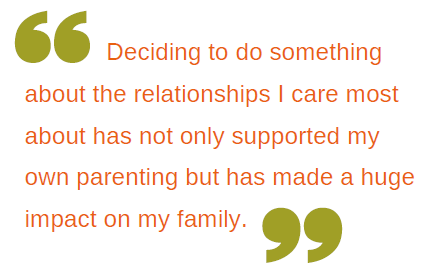 “ Deciding to do something
about the relationships I care most
about has not only supported my
own parenting but has made a huge
impact on my family. ”